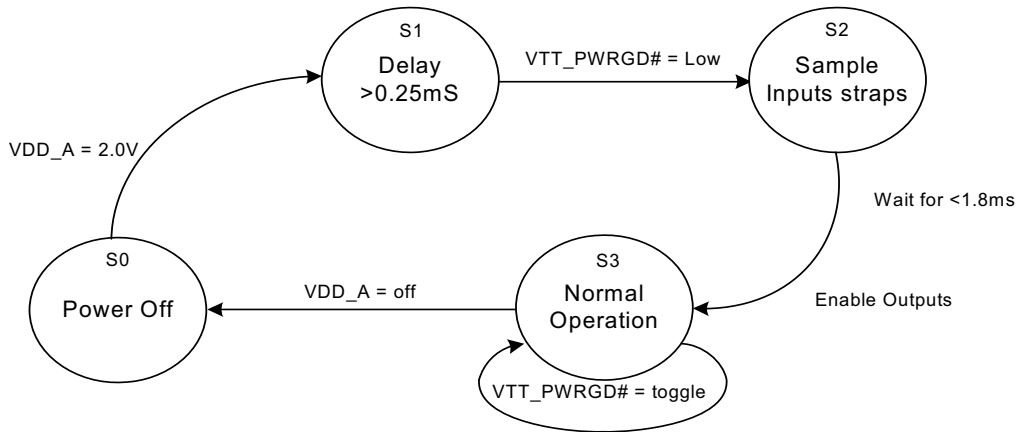 S1
Delay
>0.25mS
VTT_PWRGD# = Low
S2
Sample
Inputs straps
VDD_A = 2.0V
Wait for <1.8ms
S0
Power Off
VDD_A = off
S3
Normal
Operation
Enable Outputs
VTT_PWRGD# = toggle